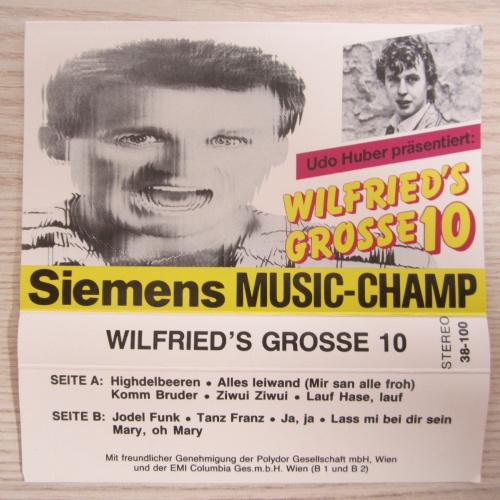 Udo Huber präsentiert:
WILFRIED'S
GROSSE 10
Siemens MUSIC-CHAMP
WILFRIED'S GROSSE 10
STEREO
38-100
SEITE A: Highdelbeeren • Alles leiwand (Mir san alle froh)
Komm Bruder • Ziwui Ziwui • Lauf Hase, lauf
SEITE B: Jodel Funk • Tanz Franz • Ja, ja • Lass mi bei dir sein
Mary, oh Mary
Mit freundlicher Genehmigung der Polydor Gesellschaft mbH, Wien
und der EMI Columbia Ges.m.b.H. Wien (B 1 und B 2)